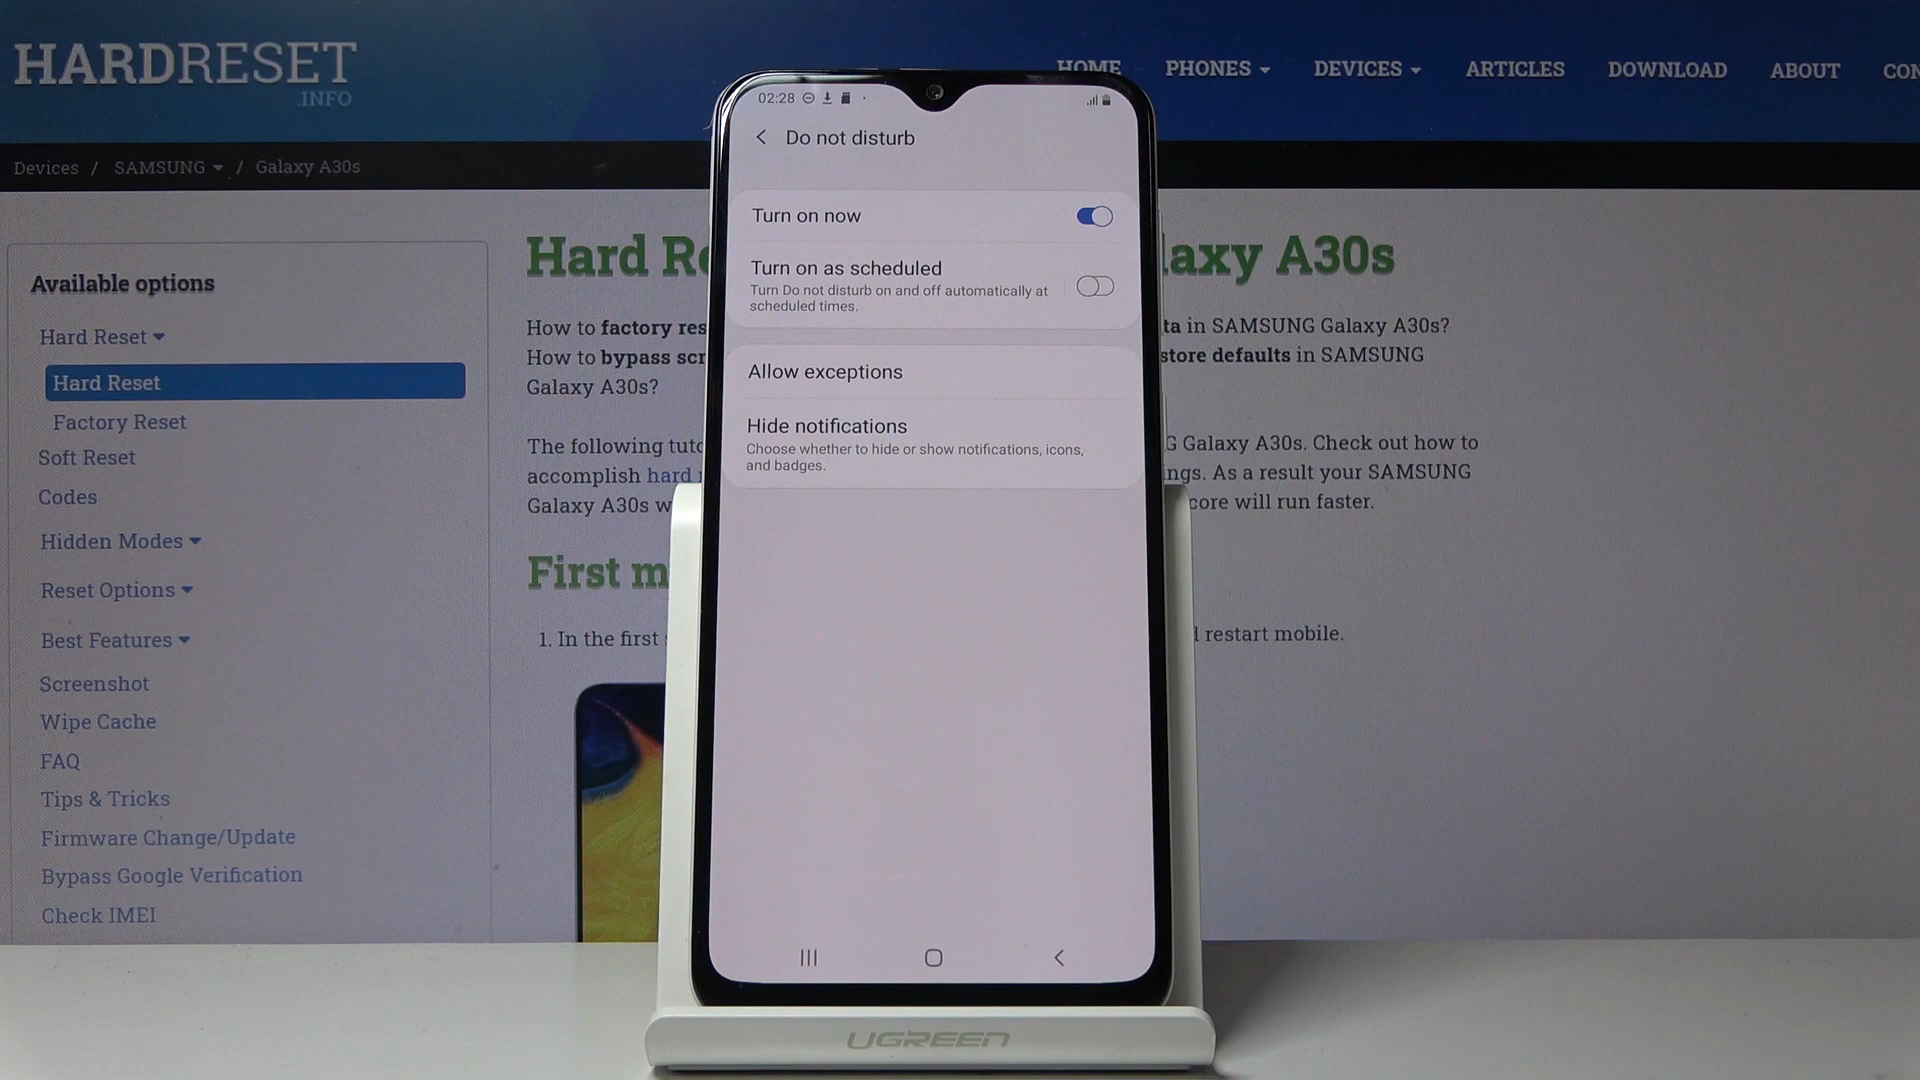 HARDRESET
.INFO
HOME PHONES DEVICES ARTICLES DOWNLOAD ABOUT CON
Devices / SAMSUNG / Galaxy A30s
Available options
Hard Reset
Hard Reset
Factory Reset
Soft Reset
Codes
Hidden Modes
Reset Options
Best Features
Screenshot
Wipe Cache
FAQ
Tips & Tricks
Firmware Change/Update
Bypass Google Verification
Check IMEI
Hard Re
laxy A30s
How to factory res
ta in SAMSUNG Galaxy A30s?
How to bypass scr
store defaults in SAMSUNG
Galaxy A30s?
The following tuto
G Galaxy A30s. Check out how to
accomplish hard r
ngs. As a result your SAMSUNG
Galaxy A30s w
core will run faster.
First m
1. In the first
d restart mobile.
02:28
Do not disturb
Turn on now
Turn on as scheduled
Turn Do not disturb on and off automatically at
scheduled times.
Allow exceptions
Hide notifications
Choose whether to hide or show notifications, icons,
and badges.
UGREEN